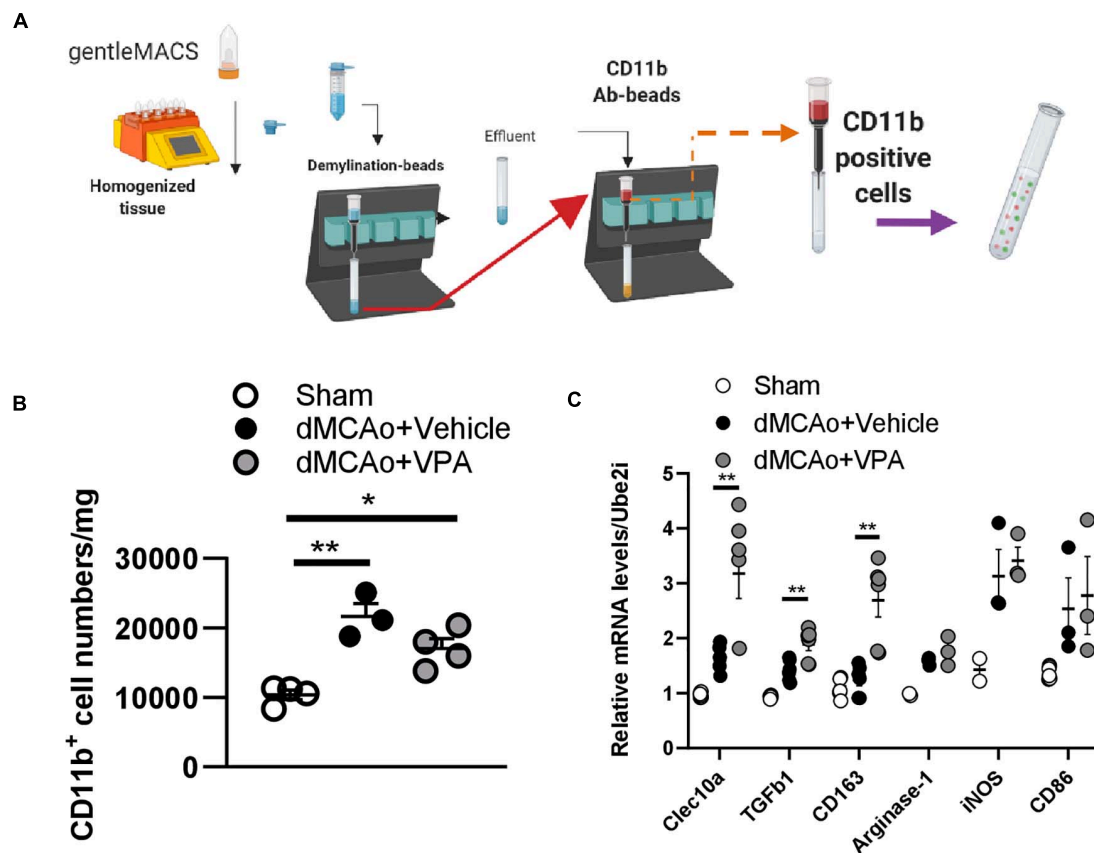 A
gentleMACS
Homogenized
tissue
Demylination-beads
Effluent
CD11b
Ab-beads
CD11b
positive
cells
B
Sham
dMCAo+Vehicle
dMCAo+VPA
CD11b⁺ cell numbers/mg
30000
20000
10000
0
*
**
C
Sham
dMCAo+Vehicle
dMCAo+VPA
Relative mRNA levels/Ube2i
5
4
3
2
1
0
**
**
**
Clec10a
TGFb1
CD163
Arginase-1
iNOS
CD86